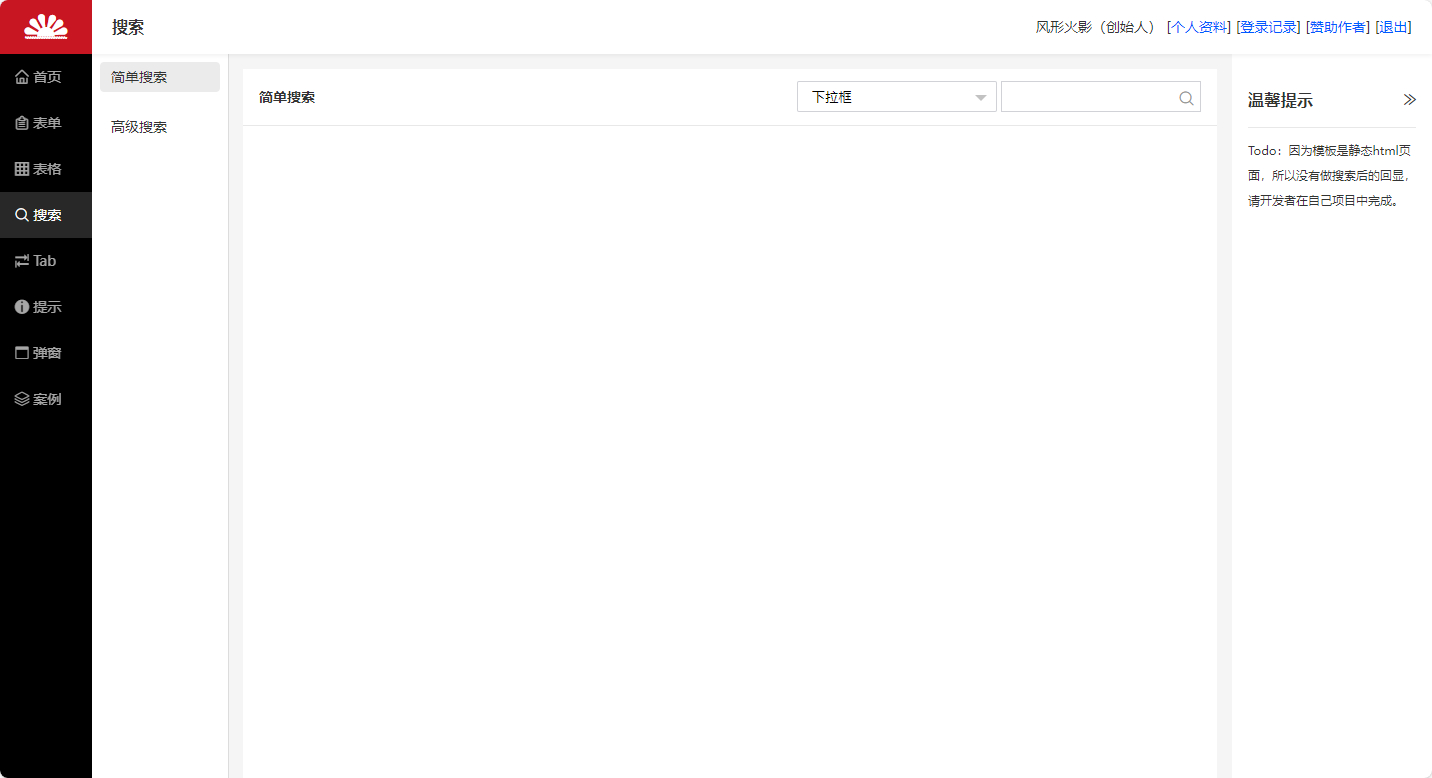 搜索
风形火影（创始人） [个人资料] [登录记录] [赞助作者] [退出]
首页
表单
表格
搜索
Tab
提示
弹窗
案例
简单搜索
高级搜索
简单搜索
下拉框
温馨提示
Todo：因为模板是静态html页
面，所以没有做搜索后的回显，
请开发者在自己项目中完成。